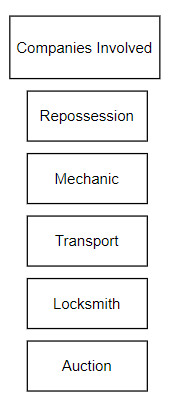 Companies Involved
Repossession
Mechanic
Transport
Locksmith
Auction